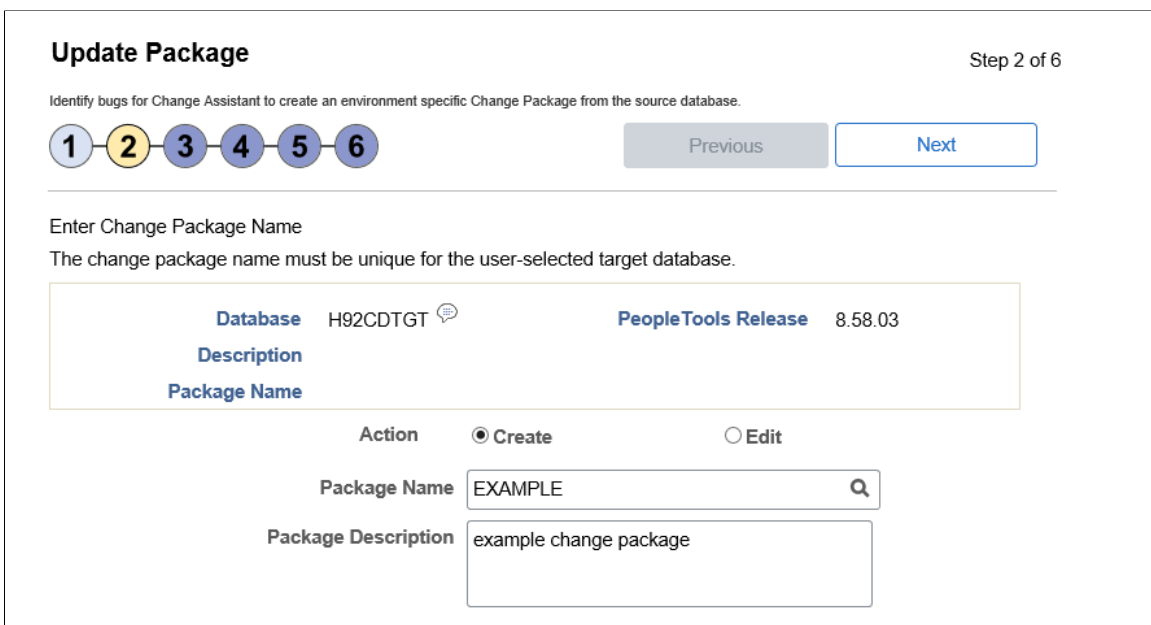 Update Package
Step 2 of 6
Identify bugs for Change Assistant to create an environment specific Change Package from the source database.
1 2 3 4 5 6 Previous Next
Enter Change Package Name
The change package name must be unique for the user-selected target database.
Database H92CDTGT PeopleTools Release 8.58.03
Description
Package Name
Action Create Edit
Package Name EXAMPLE
Package Description example change package